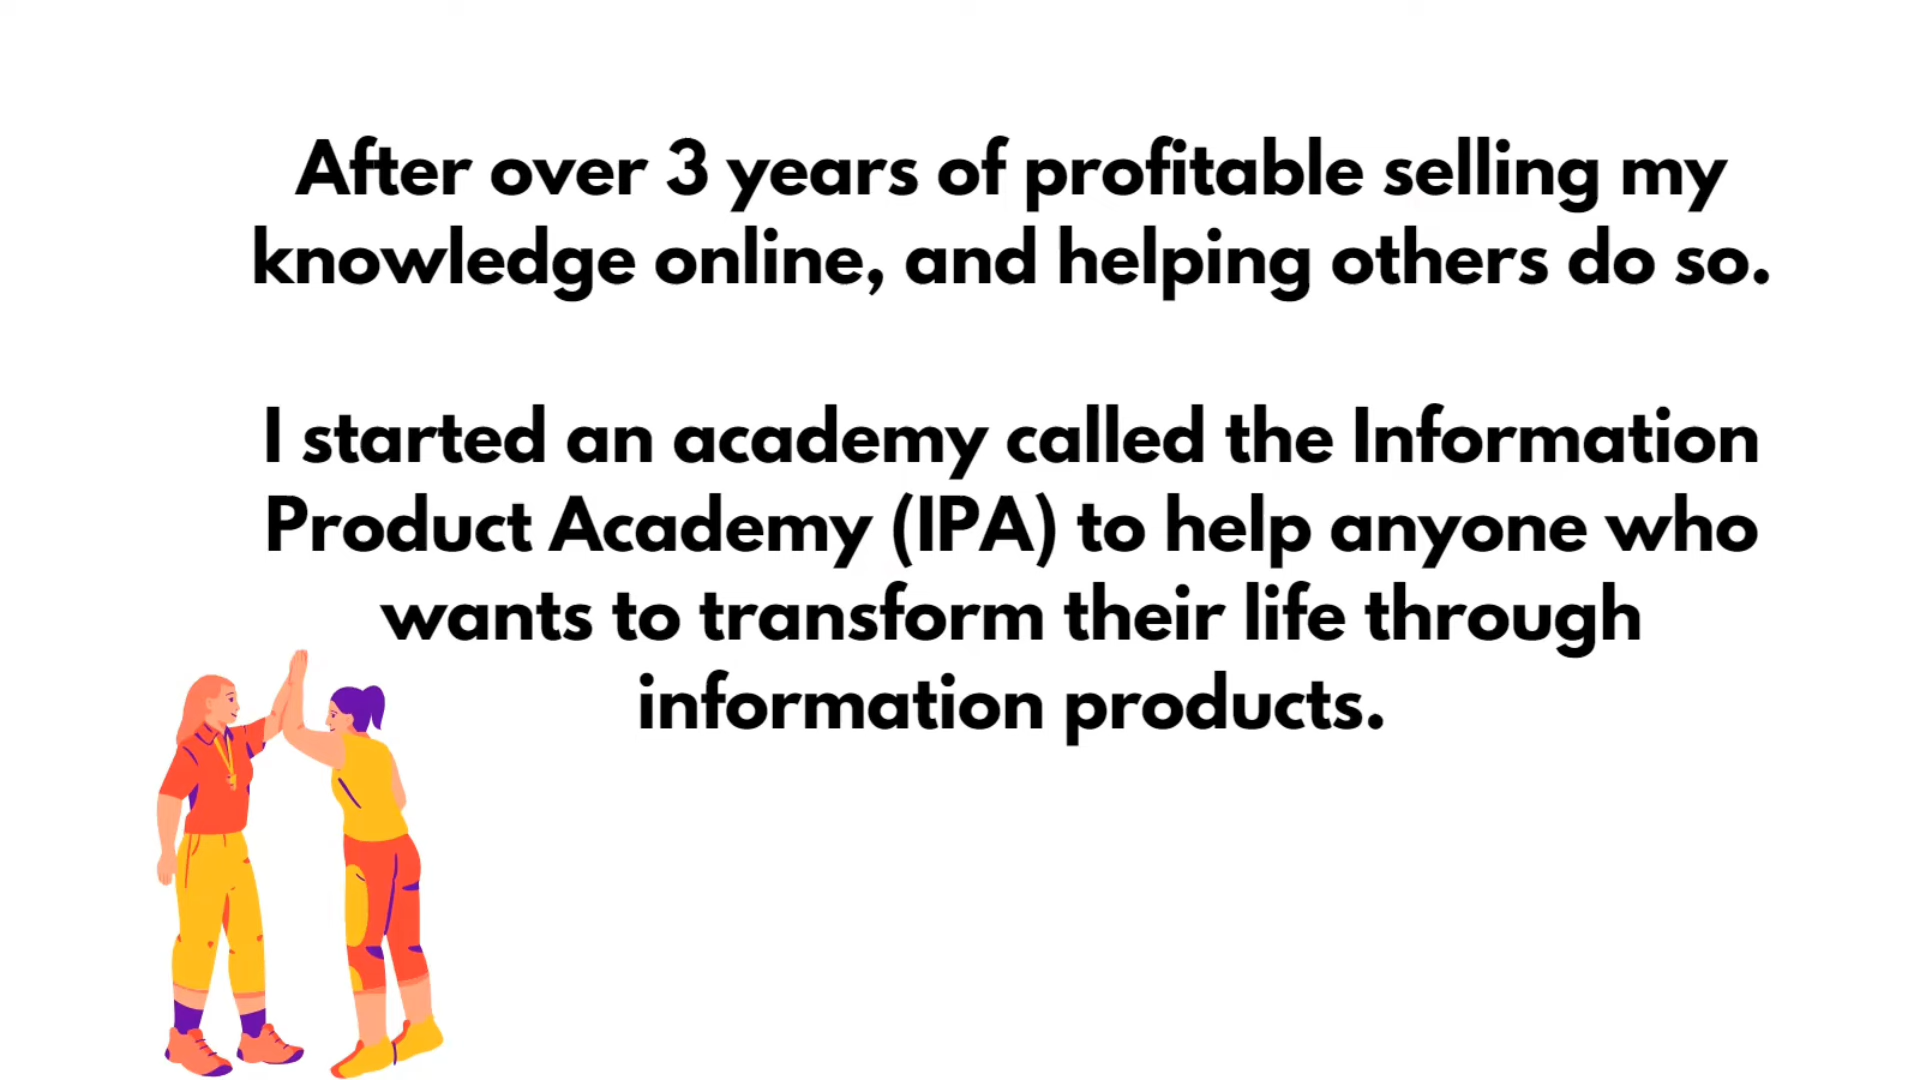 After over 3 years of profitable selling my
knowledge online, and helping others do so.
I started an academy called the Information
Product Academy (IPA) to help anyone who
wants to transform their life through
information products.